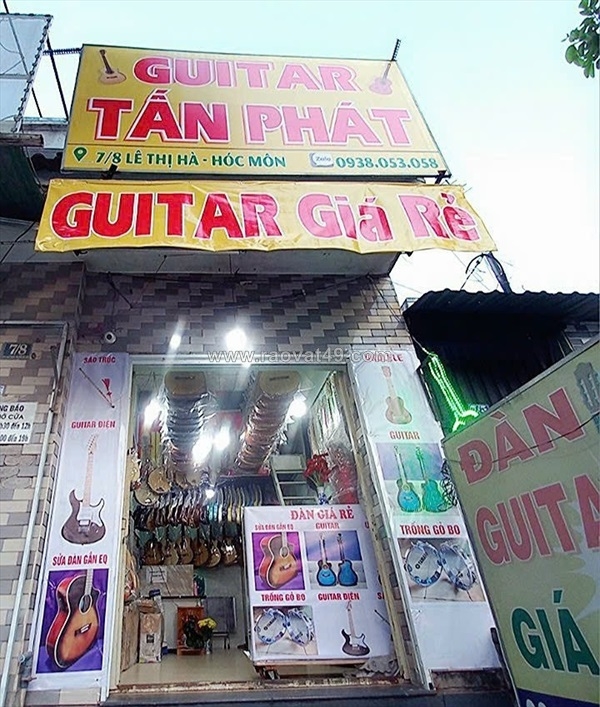 GUITAR
TẤN PHÁT
7/8 LÊ THỊ HÀ - HÓC MÔN Zalo 0938.053.058
GUITAR Giá Rẻ
www.raovat49.com
7/8
SÁO TRÚC
GUITAR ĐIỆN
SỬA ĐÀN GẮN EQ
ĐÀN GIÁ RẺ
SỬA ĐÀN GẮN EQ
GUITAR
TRỐNG GÕ BO
GUITAR ĐIỆN
GUITAR
TRỐNG GÕ BO
ĐÀN
GUITA
GIÁ